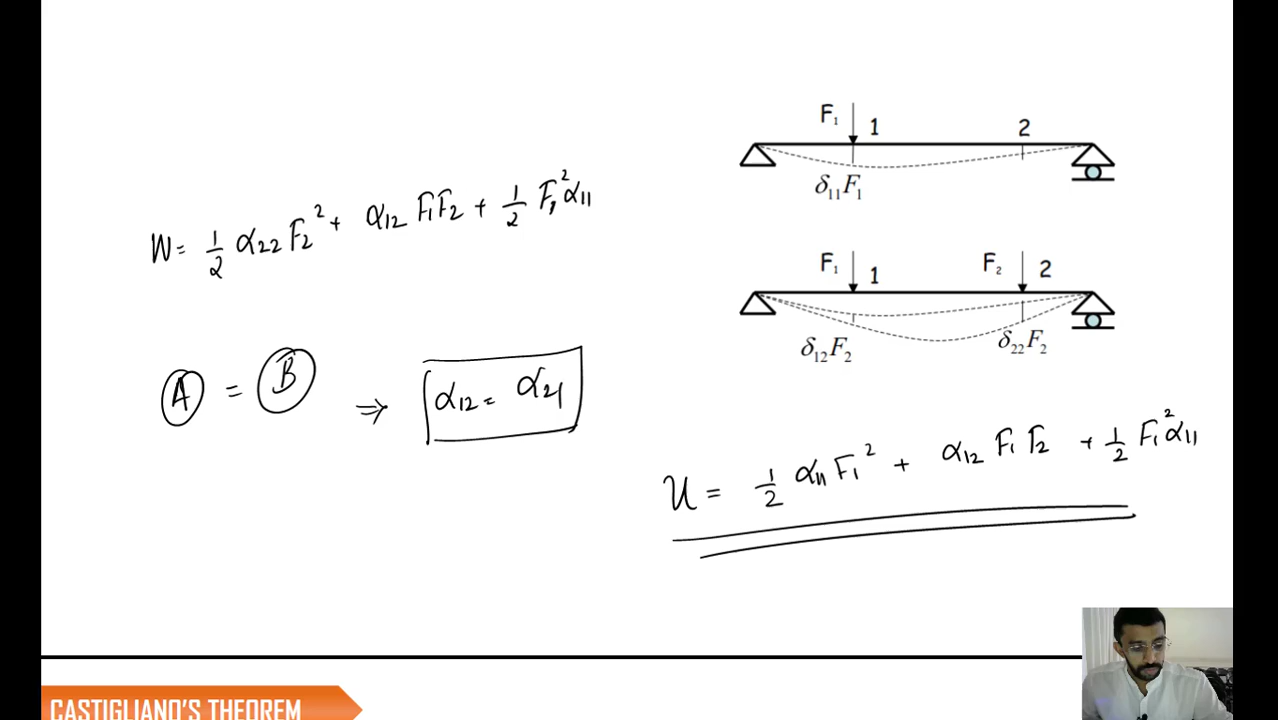 F₁ 1 2
δ₁₁F₁
W = 1/2 α₂₂ F₂² + α₁₂ F₁F₂ + 1/2 F₁² α₁₁
F₁ 1 F₂ 2
δ₁₂F₂ δ₂₂F₂
A = B ⇒ α₁₂ = α₂₁
U = 1/2 α₁₁ F₁² + α₁₂ F₁ F₂ + 1/2 F₁² α₁₁
CASTIGLIANO'S THEOREM